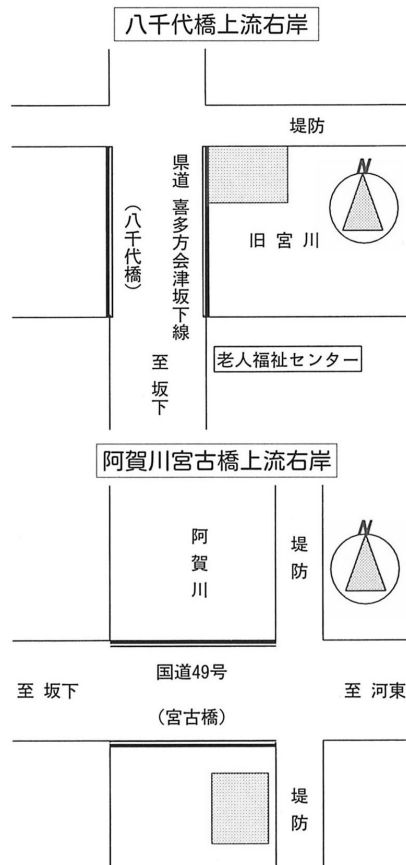 八千代橋上流右岸
堤防
県道 喜多方会津坂下線
(八千代橋)
N
旧宮川
至 坂下
老人福祉センター
阿賀川宮古橋上流右岸
阿賀川
堤防
N
国道49号
至 坂下
至 河東
(宮古橋)
堤防